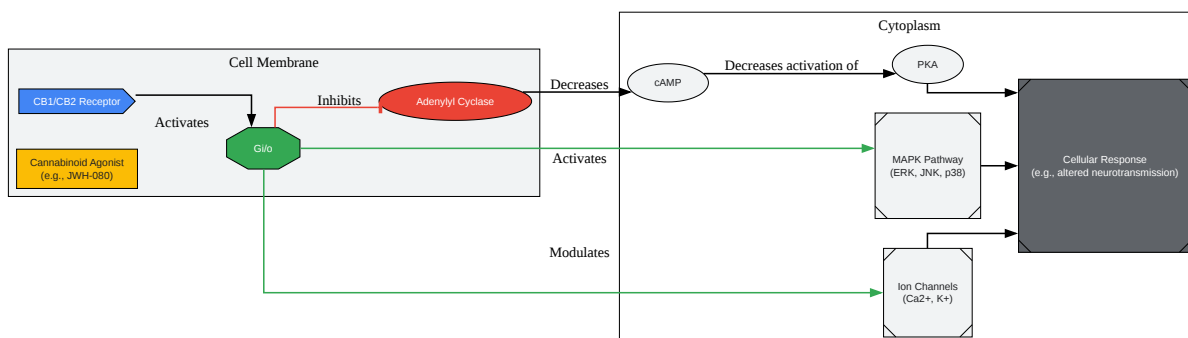 Cytoplasm
Cell Membrane
CB1/CB2 Receptor
Activates
Inhibits
Adenylyl Cyclase
Decreases
cAMP
Decreases activation of
PKA
Gi/o
Cannabinoid Agonist
(e.g., JWH-080)
Activates
MAPK Pathway
(ERK, JNK, p38)
Cellular Response
(e.g., altered neurotransmission)
Modulates
Ion Channels
(Ca2+, K+)